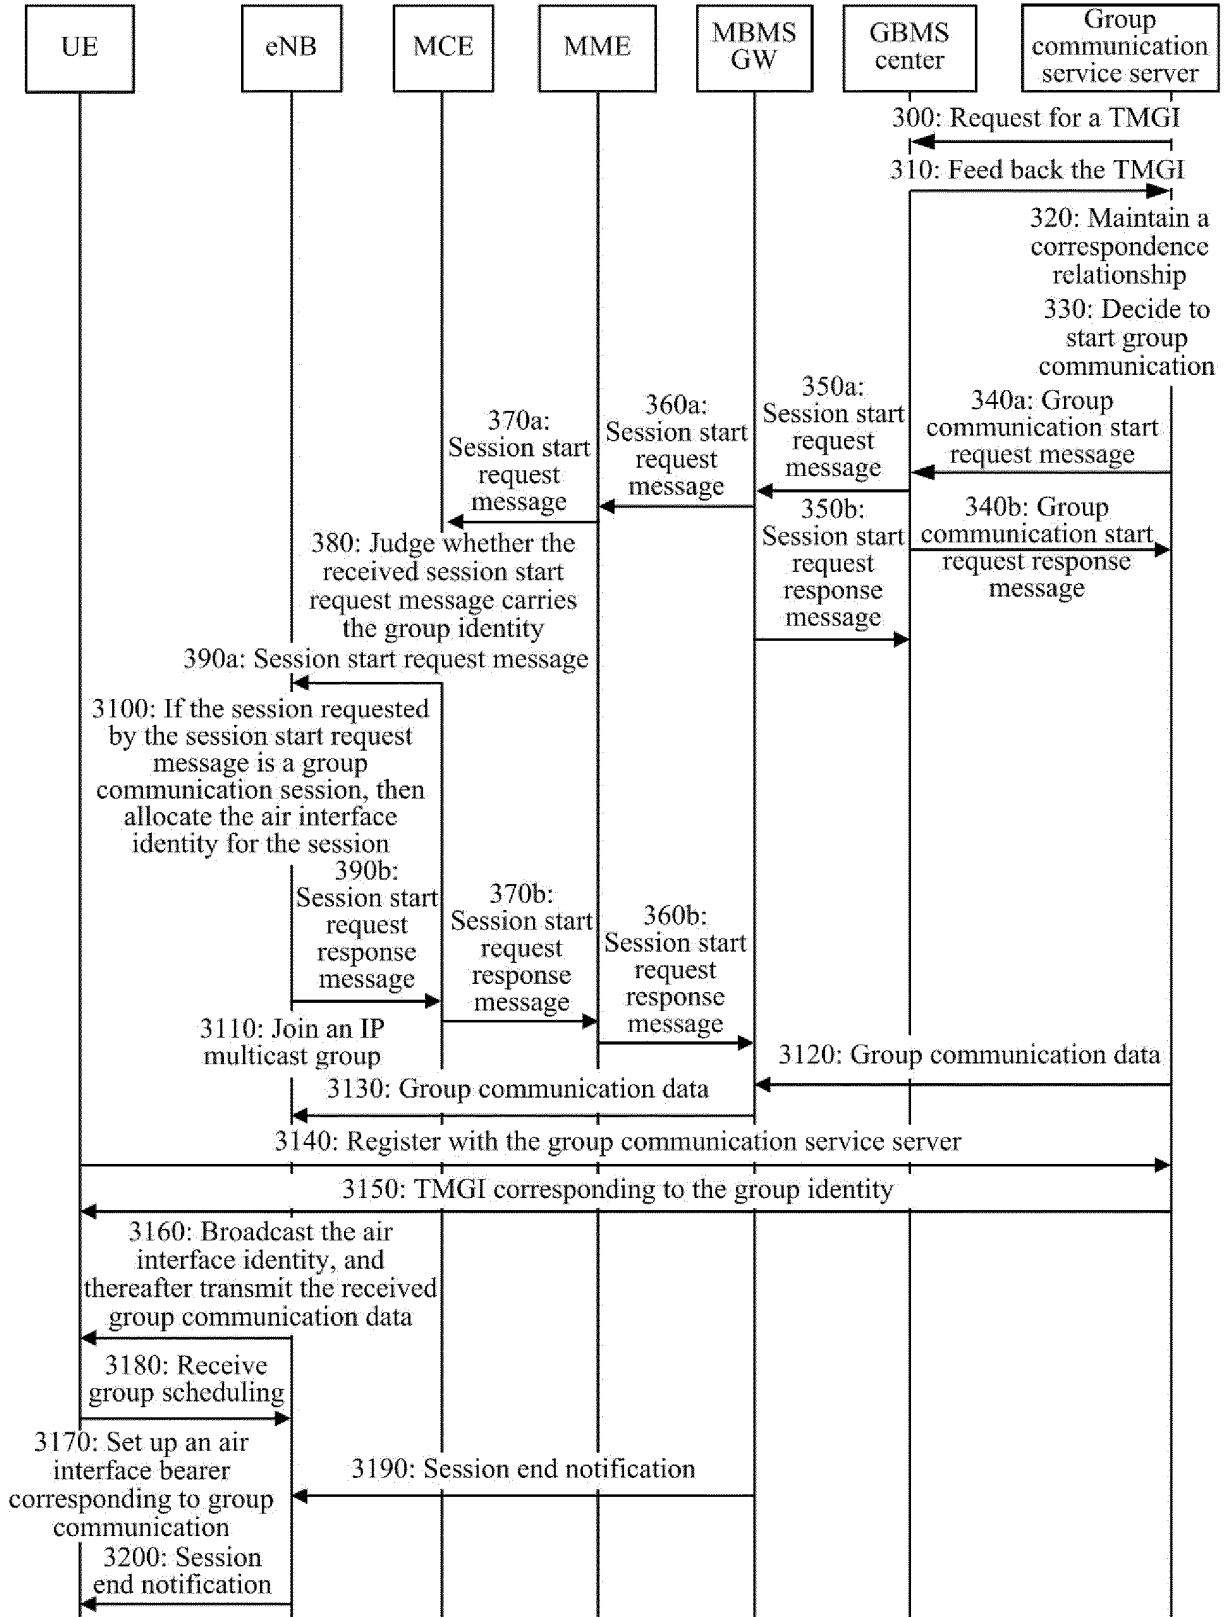 UE
eNB
MCE
MME
MBMS
GW
GBMS
center
Group
communication
service server
300: Request for a TMGI
310: Feed back the TMGI
320: Maintain a
correspondence
relationship
330: Decide to
start group
communication
340a: Group
communication start
request message
350a:
Session start
request
message
360a:
Session start
request
message
370a:
Session start
request
message
350b:
Session start
request
response
message
340b: Group
communication start
request response
message
380: Judge whether the
received session start
request message carries
the group identity
390a: Session start request message
3100: If the session requested
by the session start request
message is a group
communication session, then
allocate the air interface
identity for the session
390b:
Session start
request
response
message
370b:
Session start
request
response
message
360b:
Session start
request
response
message
3110: Join an IP
multicast group
3120: Group communication data
3130: Group communication data
3140: Register with the group communication service server
3150: TMGI corresponding to the group identity
3160: Broadcast the air
interface identity, and
thereafter transmit the received
group communication data
3180: Receive
group scheduling
3170: Set up an air
interface bearer
corresponding to group
communication
3190: Session end notification
3200: Session
end notification